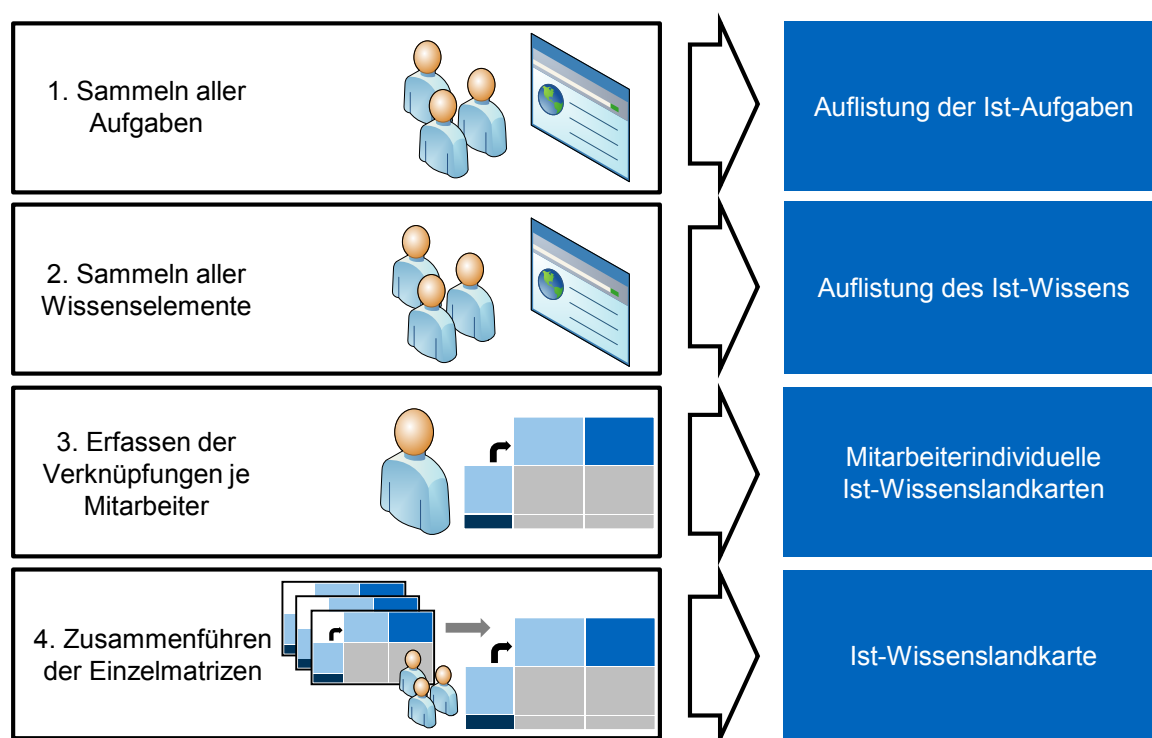 1. Sammeln aller
Aufgaben
Auflistung der Ist-Aufgaben
2. Sammeln aller
Wissenselemente
Auflistung des Ist-Wissens
3. Erfassen der
Verknüpfungen je
Mitarbeiter
Mitarbeiterindividuelle
Ist-Wissenslandkarten
4. Zusammenführen
der Einzelmatrizen
Ist-Wissenslandkarte